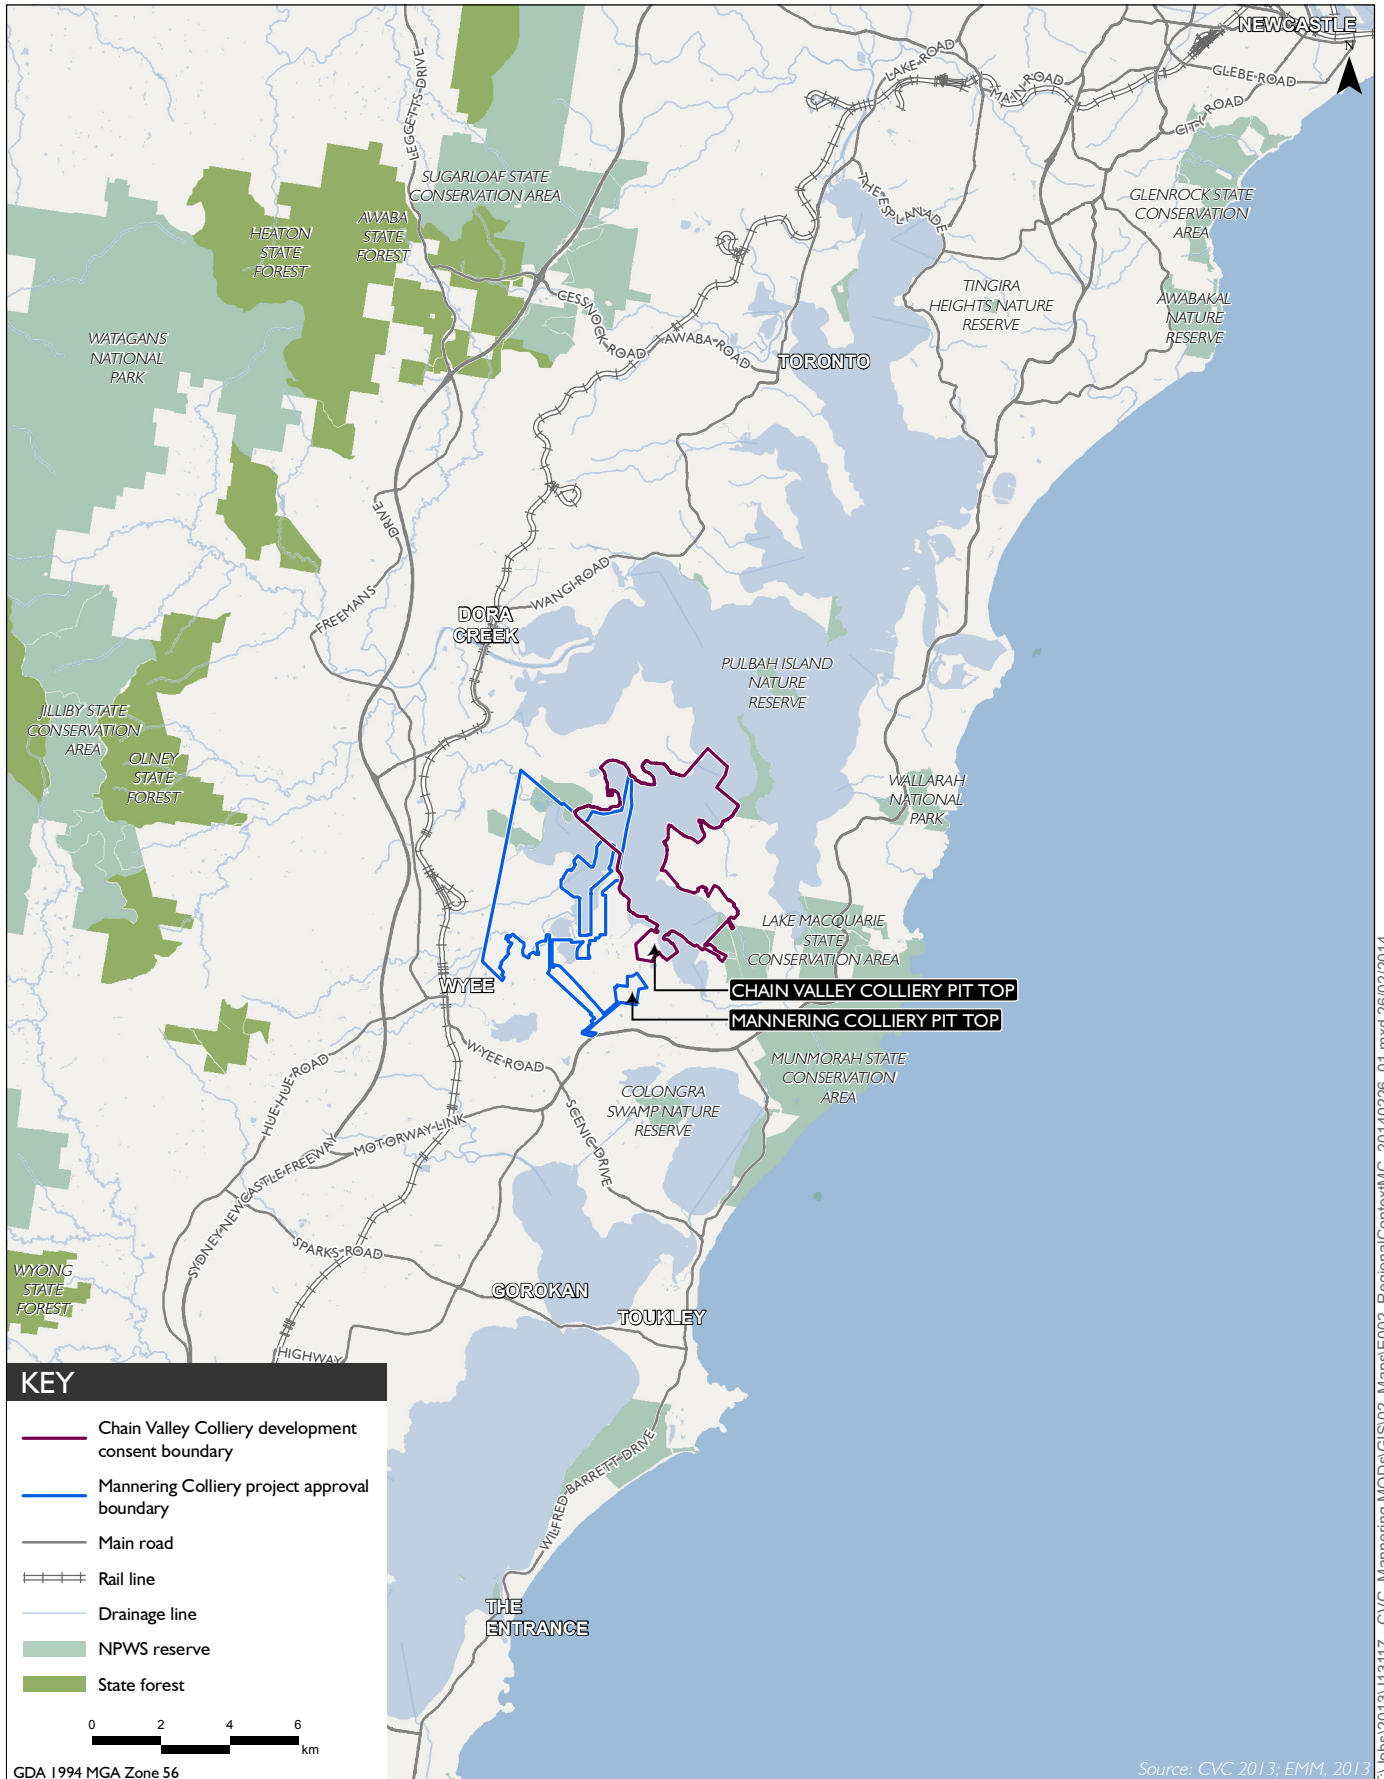 NEWCASTLE
N
LAKE ROAD
MAIN ROAD
GLEBE ROAD
CITY ROAD
LEGGETTS DRIVE
SUGARLOAF STATE
CONSERVATION AREA
THE ESPLANADE
GLENROCK STATE
CONSERVATION
AREA
AWABA
STATE
FOREST
HEATON
STATE
FOREST
TINGIRA
HEIGHTS NATURE
RESERVE
AWABAKAL
NATURE
RESERVE
CESSNOCK ROAD
AWABA ROAD
TORONTO
WATAGANS
NATIONAL
PARK
FREEMANS DRIVE
WANGI ROAD
DORA
CREEK
PULBAH ISLAND
NATURE
RESERVE
JILLIBY STATE
CONSERVATION
AREA
OLNEY
STATE
FOREST
WALLARAH
NATIONAL
PARK
LAKE MACQUARIE
STATE
CONSERVATION AREA
WYEE
CHAIN VALLEY COLLIERY PIT TOP
MANNERING COLLIERY PIT TOP
WYEE ROAD
MUNMORAH STATE
CONSERVATION
AREA
COLONGRA
SWAMP NATURE
RESERVE
HUE HUE ROAD
MOTORWAY LINK
SCENIC DRIVE
SYDNEY NEWCASTLE FREEWAY
SPARKS ROAD
WYONG
STATE
FOREST
GOROKAN
TOUKLEY
HIGHWAY
WILFRED BARRETT DRIVE
THE
ENTRANCE
KEY
Chain Valley Colliery development
consent boundary
Mannering Colliery project approval
boundary
Main road
Rail line
Drainage line
NPWS reserve
State forest
0 2 4 6
km
GDA 1994 MGA Zone 56
Source: CVC 2013; EMM, 2013